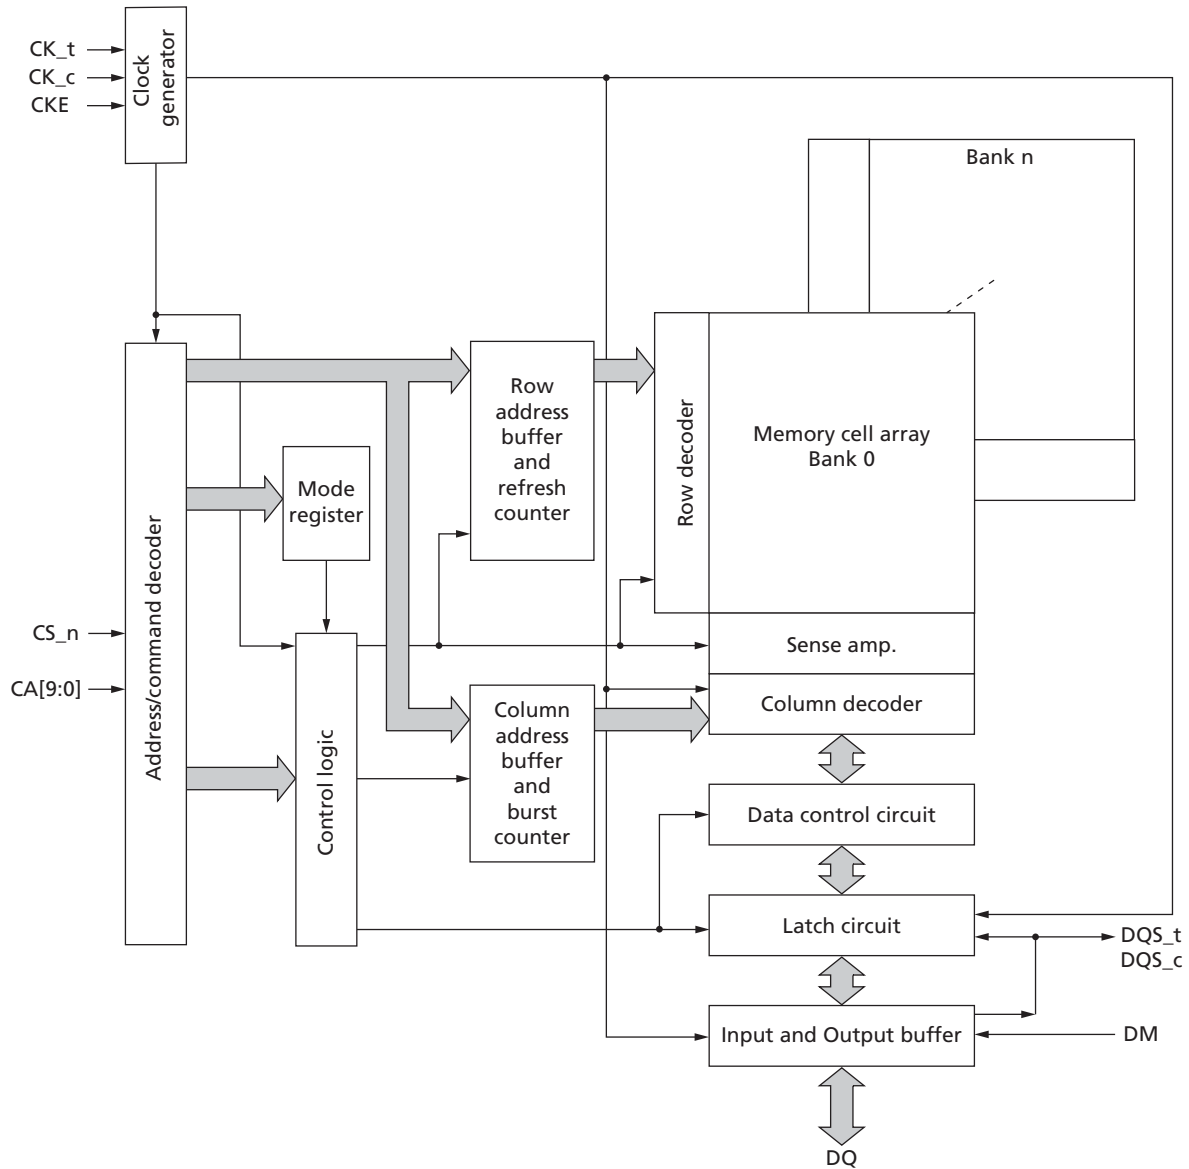 CK_t
CK_c
CKE
Clock
generator
Bank n
Row
address
buffer
and
refresh
counter
Row decoder
Memory cell array
Bank 0
Mode
register
Address/command decoder
CS_n
CA[9:0]
Sense amp.
Column decoder
Column
address
buffer
and
burst
counter
Control logic
Data control circuit
Latch circuit
DQS_t
DQS_c
Input and Output buffer
DM
DQ